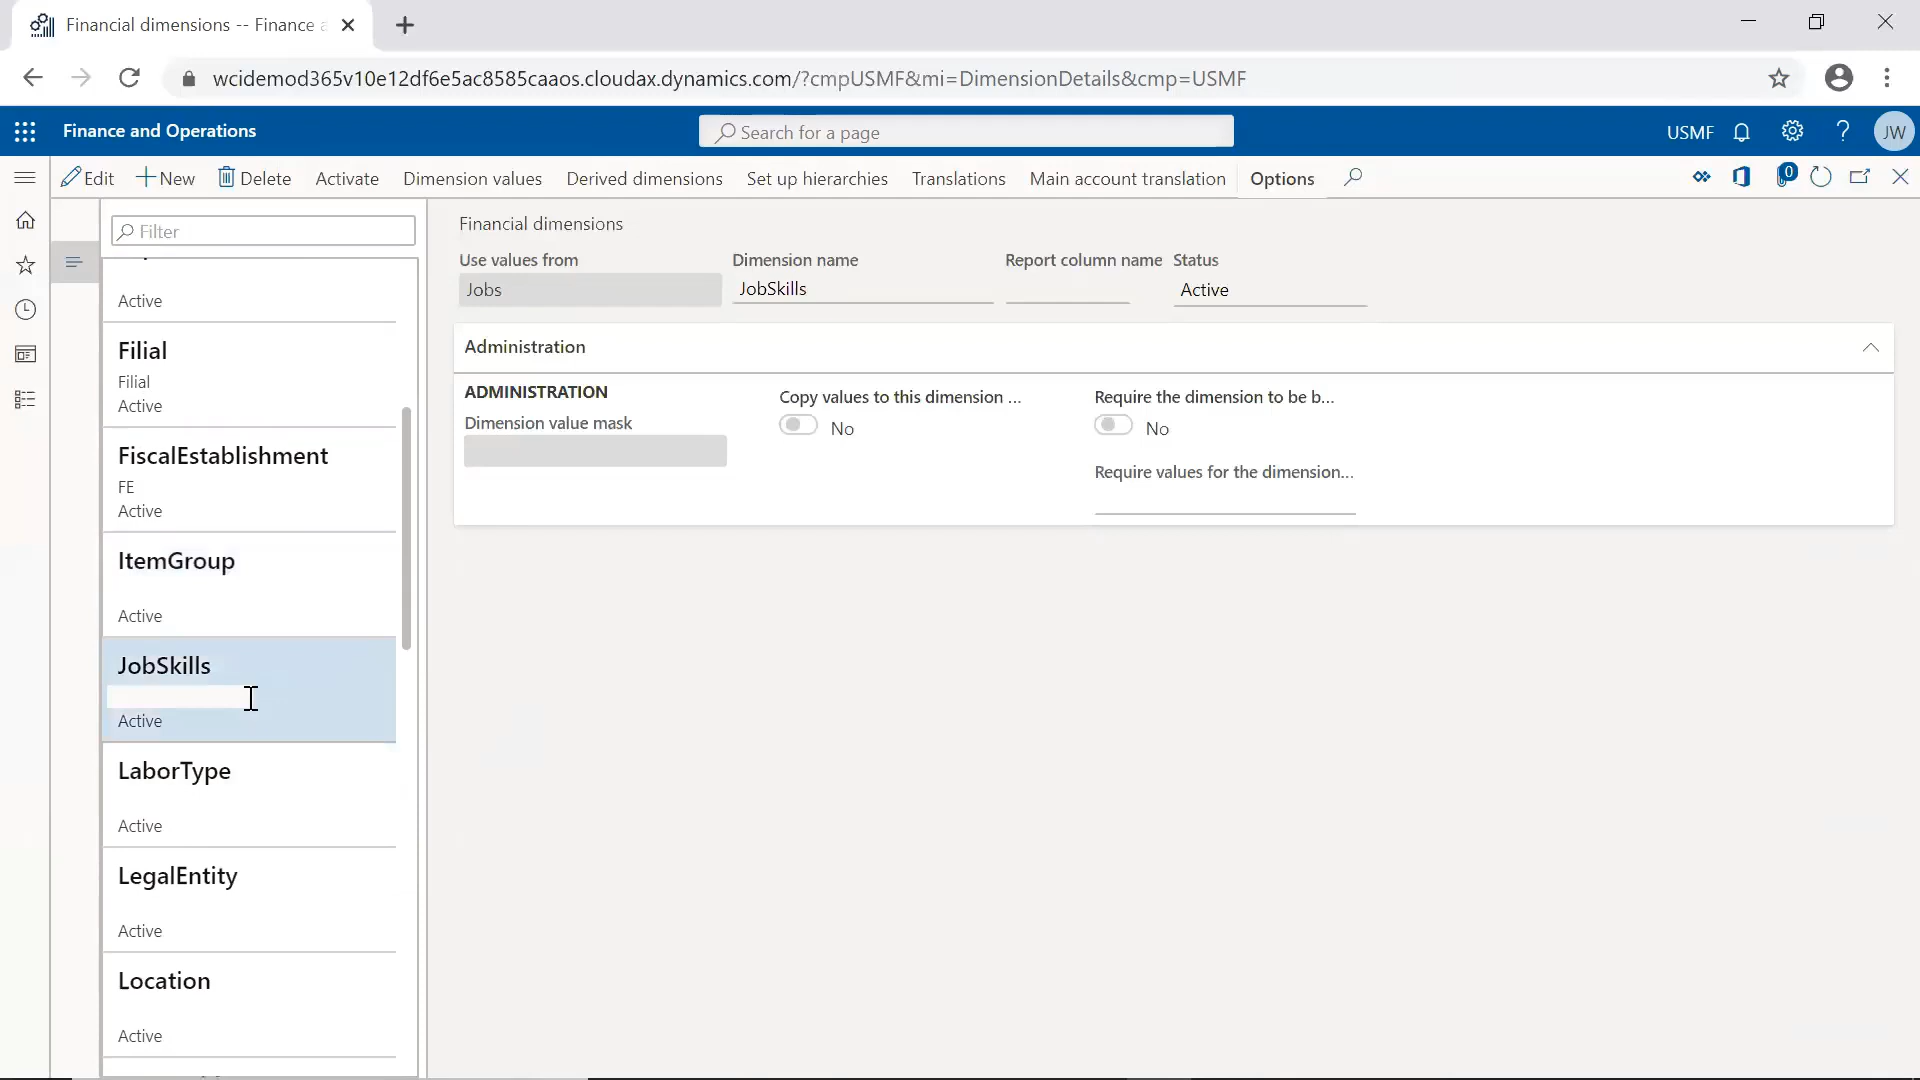 Financial dimensions -- Finance a
wcidemod365v10e12df6e5ac8585caaos.cloudax.dynamics.com/?cmpUSMF&mi=DimensionDetails&cmp=USMF
Finance and Operations
Search for a page
USMF
JW
Edit
New
Delete
Activate
Dimension values
Derived dimensions
Set up hierarchies
Translations
Main account translation
Options
0
Filter
Active
Filial
Filial
Active
FiscalEstablishment
FE
Active
ItemGroup
Active
JobSkills
Active
LaborType
Active
LegalEntity
Active
Location
Active
Financial dimensions
Use values from
Jobs
Dimension name
JobSkills
Report column name
Status
Active
Administration
ADMINISTRATION
Dimension value mask
Copy values to this dimension ...
No
Require the dimension to be b...
No
Require values for the dimension...